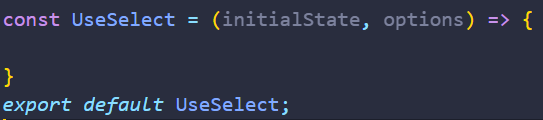 const UseSelect = (initialState, options) => {
}
export default UseSelect;